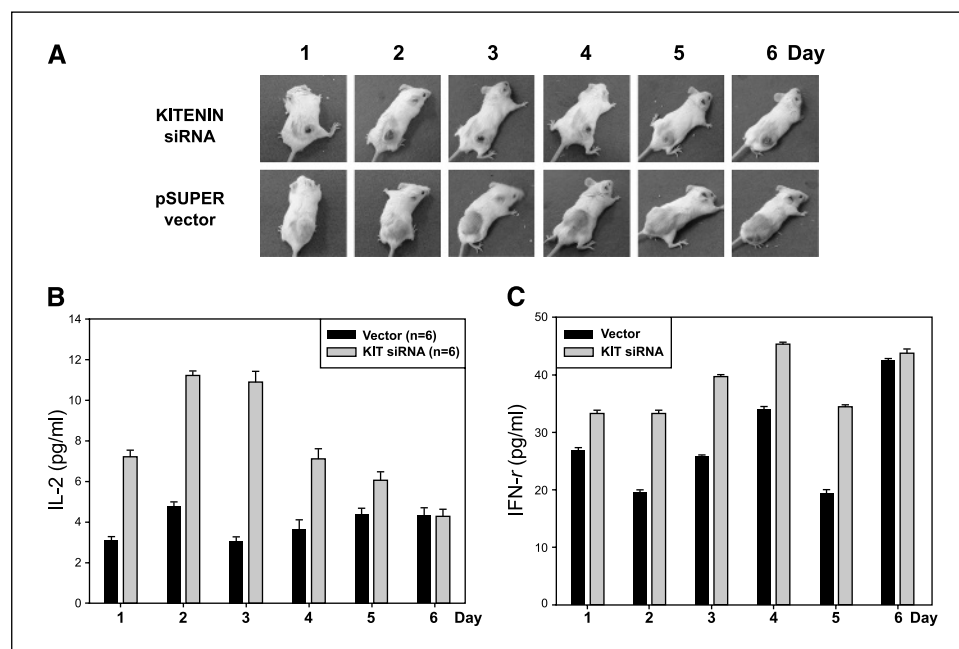 A
1 2 3 4 5 6 Day
KITENIN
siRNA
pSUPER
vector
B
14
12
10
8
6
4
2
0
IL-2 (pg/ml)
Vector (n=6)
KIT siRNA (n=6)
1 2 3 4 5 6 Day
C
50
40
30
20
10
0
IFN-r (pg/ml)
Vector
KIT siRNA
1 2 3 4 5 6 Day